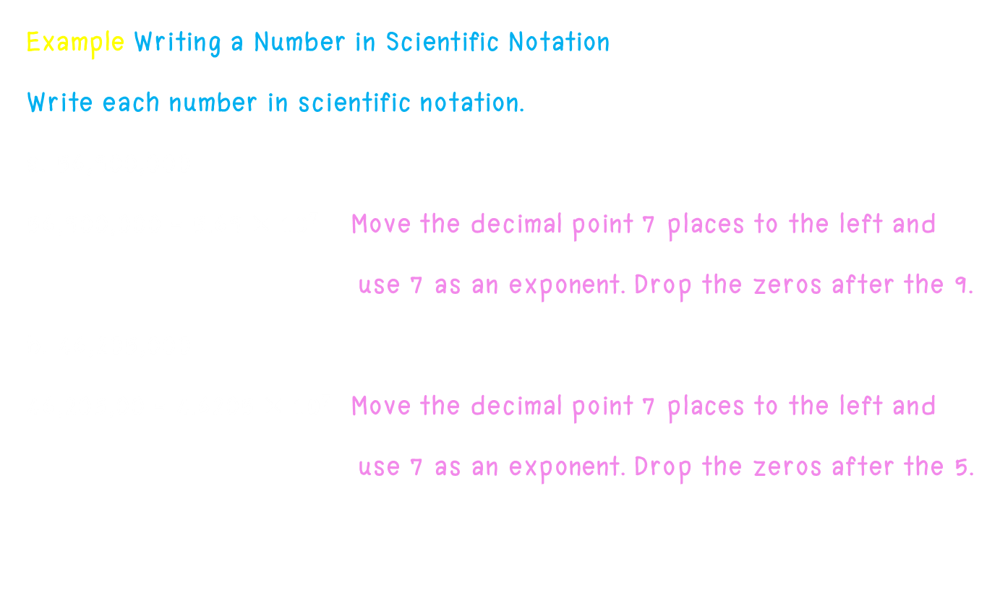 Example Writing a Number in Scientific Notation
Write each number in scientific notation.
Move the decimal point 7 places to the left and
use 7 as an exponent. Drop the zeros after the 9.
Move the decimal point 7 places to the left and
use 7 as an exponent. Drop the zeros after the 5.